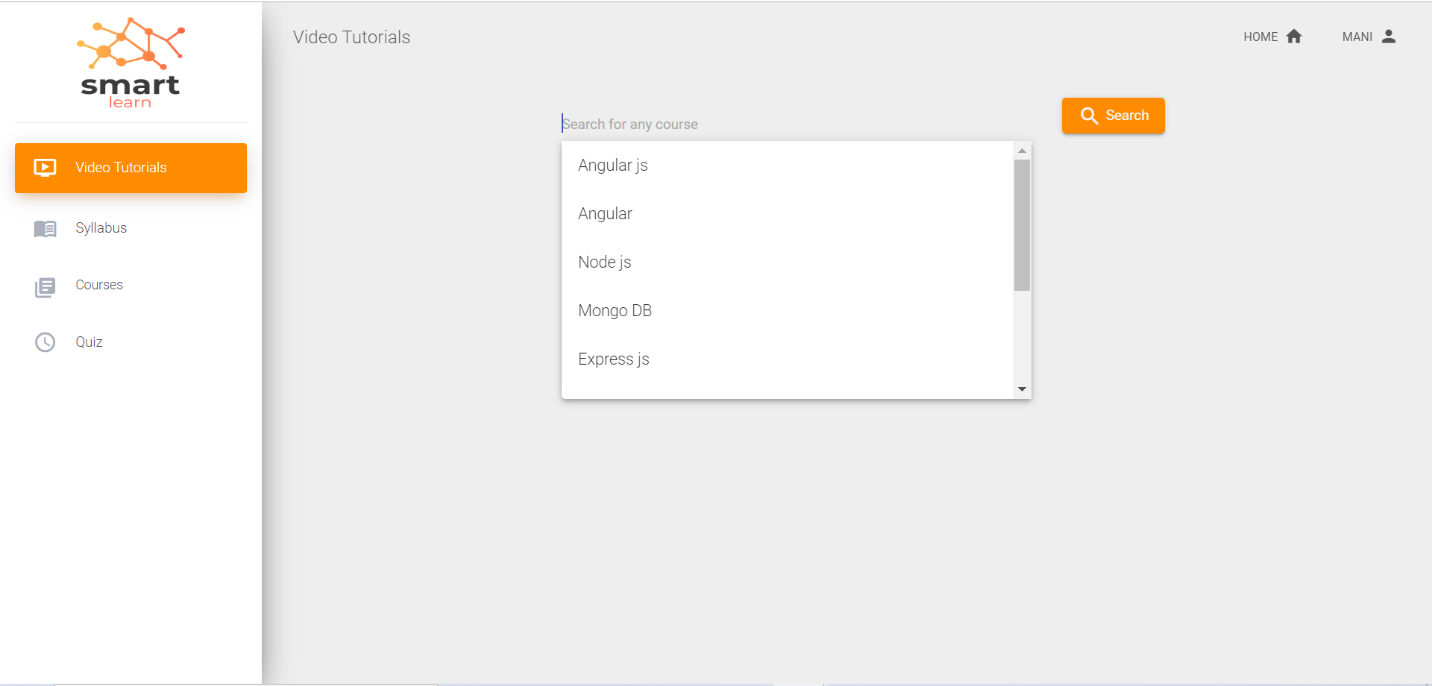 smart
learn
Video Tutorials
Syllabus
Courses
Quiz
Video Tutorials
HOME
MANI
Search for any course
Search
Angular js
Angular
Node js
Mongo DB
Express js